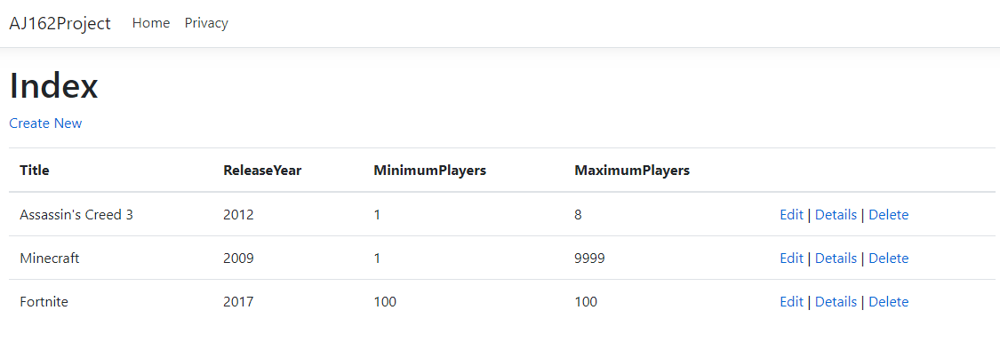 AJ162Project Home Privacy
Index
Create New
Title ReleaseYear MinimumPlayers MaximumPlayers
Assassin's Creed 3 2012 1 8 Edit | Details | Delete
Minecraft 2009 1 9999 Edit | Details | Delete
Fortnite 2017 100 100 Edit | Details | Delete